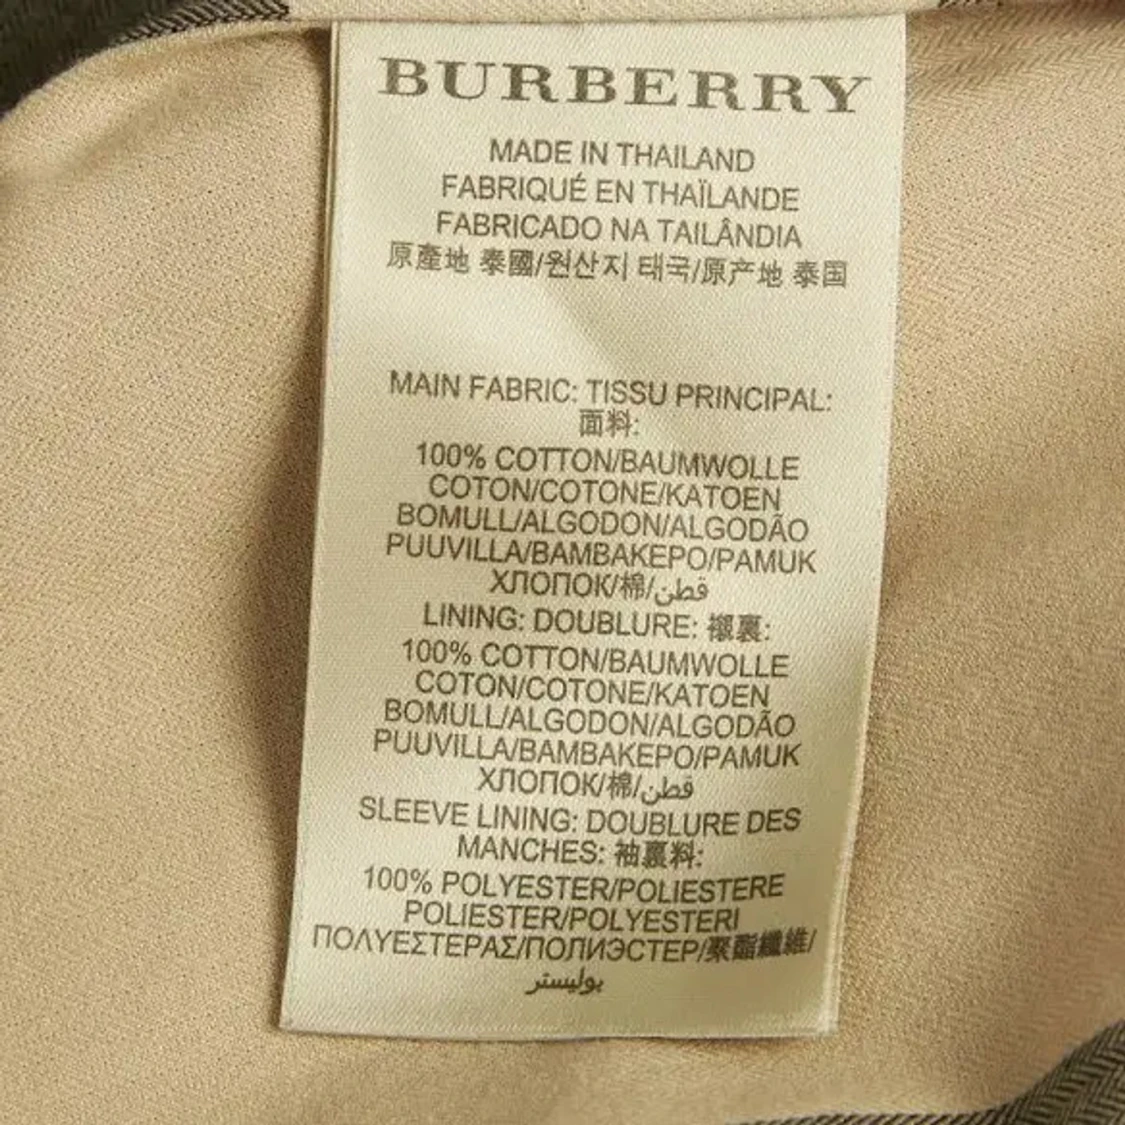 BURBERRY
MADE IN THAILAND
FABRIQUÉ EN THAÏLANDE
FABRICADO NA TAILÂNDIA
原產地 泰國/원산지 태국/原产地 泰国
MAIN FABRIC: TISSU PRINCIPAL:
面料:
100% COTTON/BAUMWOLLE
COTON/COTONE/KATOEN
BOMULL/ALGODON/ALGODÃO
PUUVILLA/BAMBAKEPO/PAMUK
ХЛОПОК/棉/قطن
LINING: DOUBLURE: 襯裏:
100% COTTON/BAUMWOLLE
COTON/COTONE/KATOEN
BOMULL/ALGODON/ALGODÃO
PUUVILLA/BAMBAKEPO/PAMUK
ХЛОПОК/棉/قطن
SLEEVE LINING: DOUBLURE DES
MANCHES: 袖裏料:
100% POLYESTER/POLIESTERE
POLIESTER/POLYESTERI
ΠΟΛΥΕΣΤΕΡΑΣ/ПОЛИЭСТЕР/聚酯纖維/
بوليستر